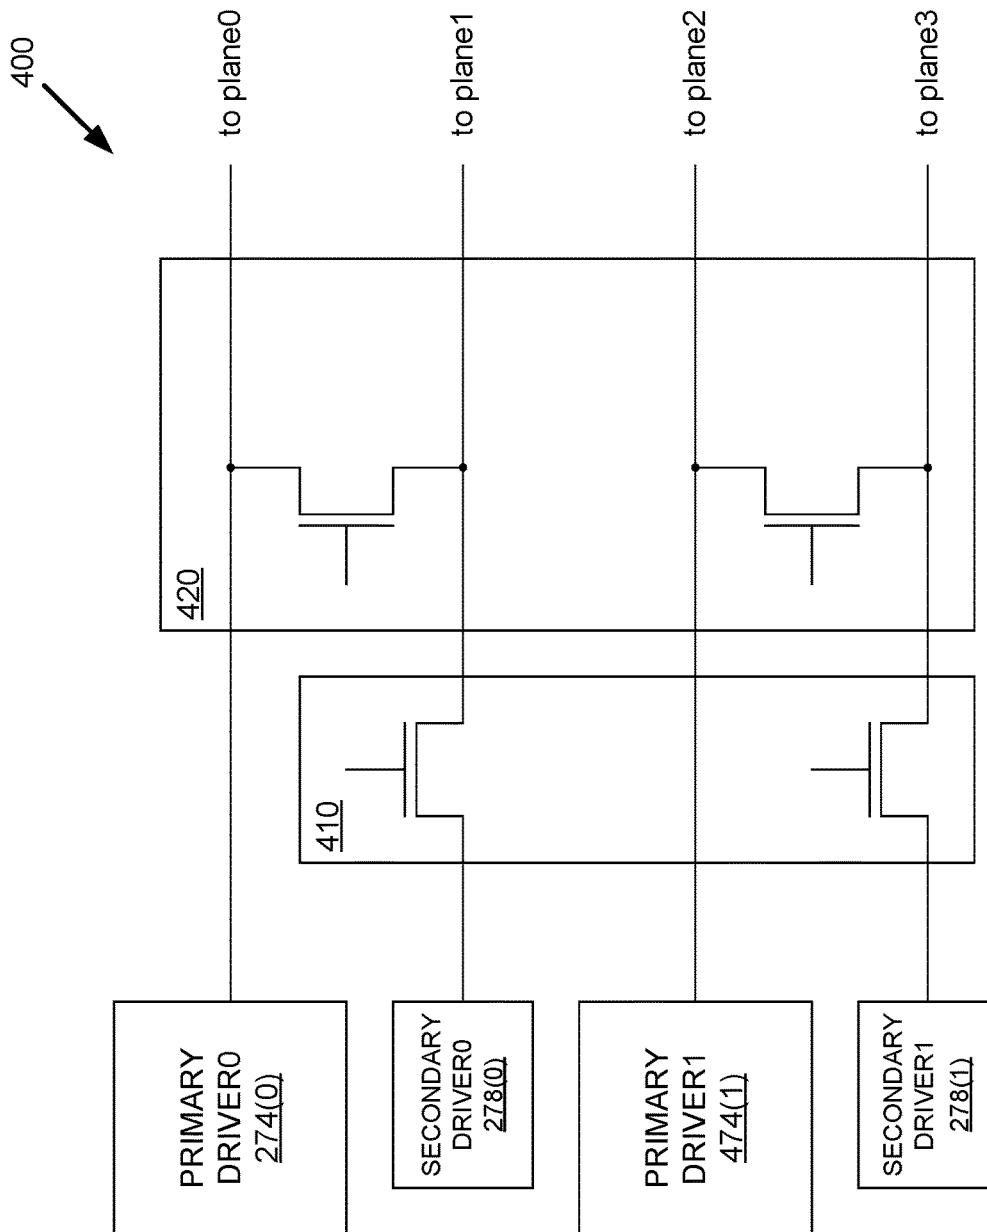 400
to plane0
to plane1
to plane2
to plane3
420
410
PRIMARY
DRIVER0
274(0)
SECONDARY
DRIVER0
278(0)
PRIMARY
DRIVER1
474(1)
SECONDARY
DRIVER1
278(1)